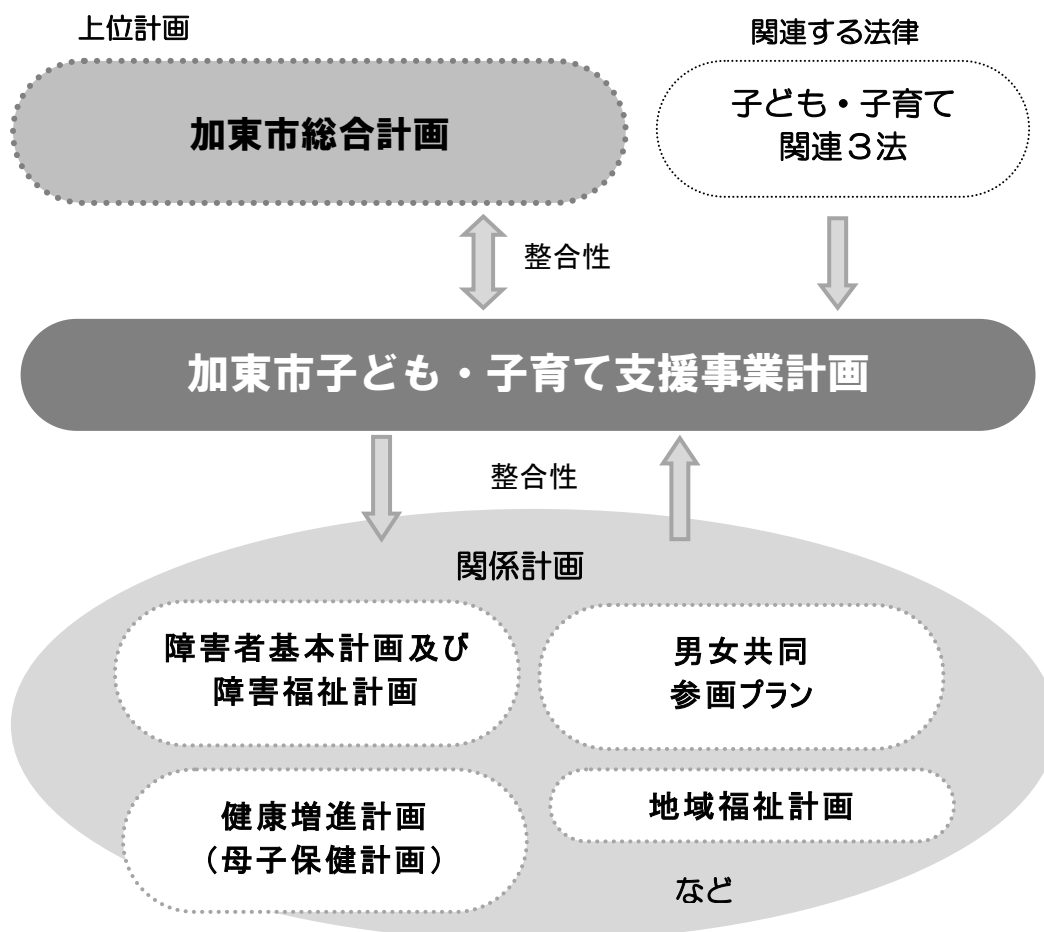 上位計画
関連する法律
加東市総合計画
子ども・子育て
関連３法
整合性
加東市子ども・子育て支援事業計画
整合性
関係計画
障害者基本計画及び
障害福祉計画
男女共同
参画プラン
健康増進計画
（母子保健計画）
地域福祉計画
など